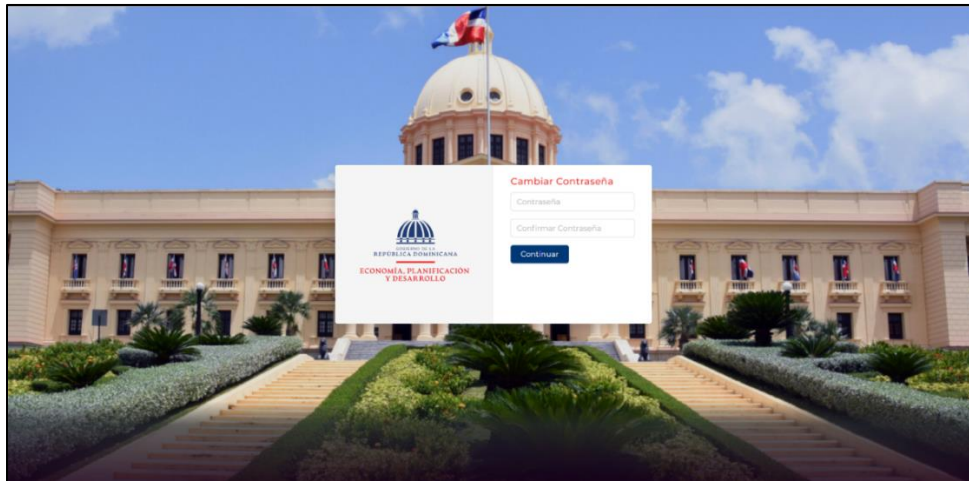 GOBIERNO DE LA
REPÚBLICA DOMINICANA
ECONOMÍA, PLANIFICACIÓN
Y DESARROLLO
Cambiar Contraseña
Contraseña
Confirmar Contraseña
Continuar